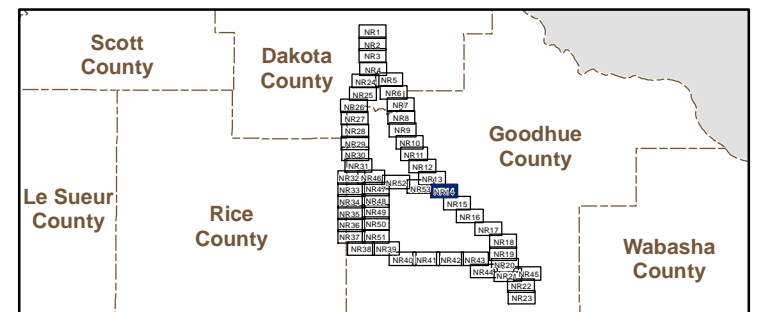 Scott
County
Dakota
County
Goodhue
County
Le Sueur
County
Rice
County
Wabasha
County
NR1
NR2
NR3
NR4
NR24
NR5
NR25
NR6
NR26
NR7
NR27
NR8
NR28
NR9
NR29
NR10
NR30
NR11
NR31
NR12
NR32
NR46
NR52
NR13
NR33
NR47
NR53
NR14
NR34
NR48
NR15
NR35
NR49
NR16
NR36
NR50
NR17
NR37
NR51
NR18
NR38
NR39
NR19
NR40
NR41
NR42
NR43
NR20
NR44
NR21
NR45
NR22
NR23